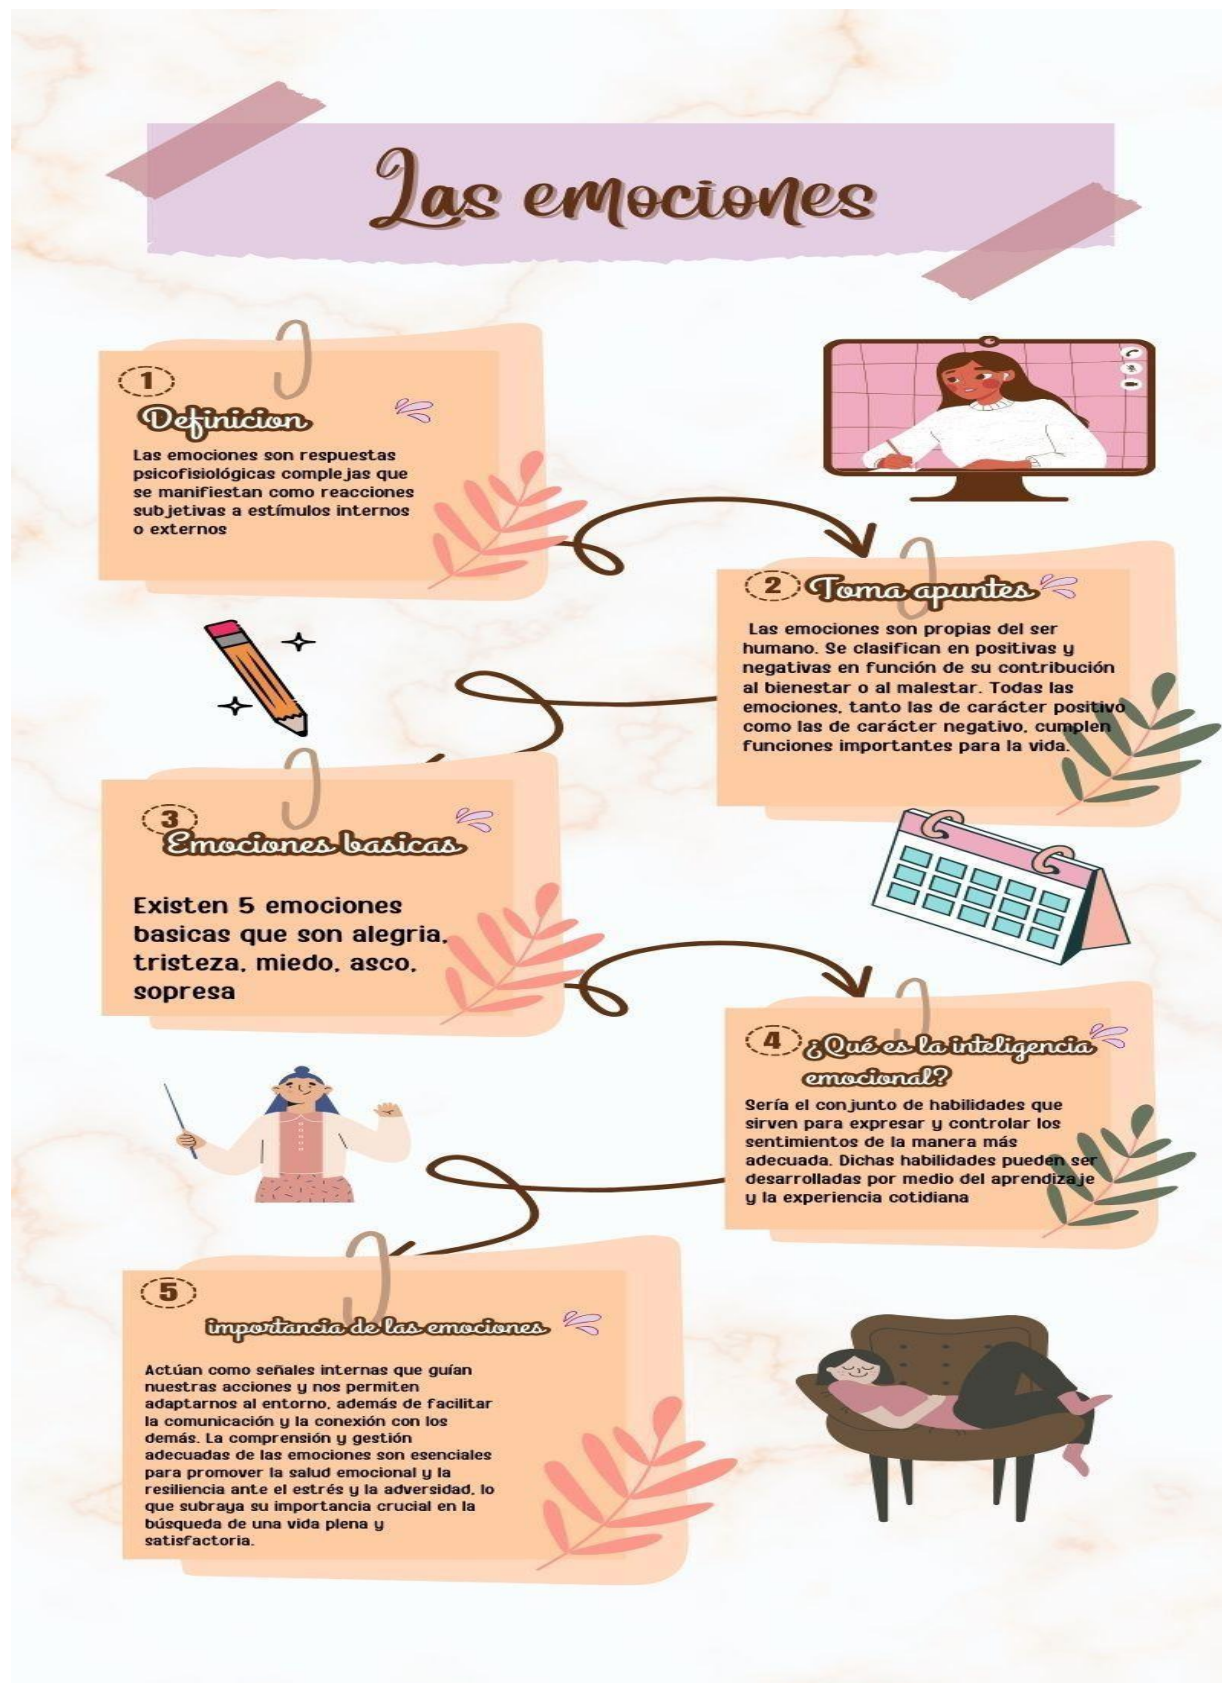 Las emociones
1
Definicion
Las emociones son respuestas
psicofisiológicas complejas que
se manifiestan como reacciones
subjetivas a estímulos internos
o externos
2 Toma apuntes
Las emociones son propias del ser
humano. Se clasifican en positivas y
negativas en función de su contribución
al bienestar o al malestar. Todas las
emociones, tanto las de carácter positivo
como las de carácter negativo, cumplen
funciones importantes para la vida.
3
Emociones basicas
Existen 5 emociones
basicas que son alegria,
tristeza, miedo, asco,
sopresa
4 ¿Qué es la inteligencia
emocional?
Sería el conjunto de habilidades que
sirven para expresar y controlar los
sentimientos de la manera más
adecuada. Dichas habilidades pueden ser
desarrolladas por medio del aprendizaje
y la experiencia cotidiana
5
importancia de las emociones
Actúan como señales internas que guían
nuestras acciones y nos permiten
adaptarnos al entorno, además de facilitar
la comunicación y la conexión con los
demás. La comprensión y gestión
adecuadas de las emociones son esenciales
para promover la salud emocional y la
resiliencia ante el estrés y la adversidad, lo
que subraya su importancia crucial en la
búsqueda de una vida plena y
satisfactoria.